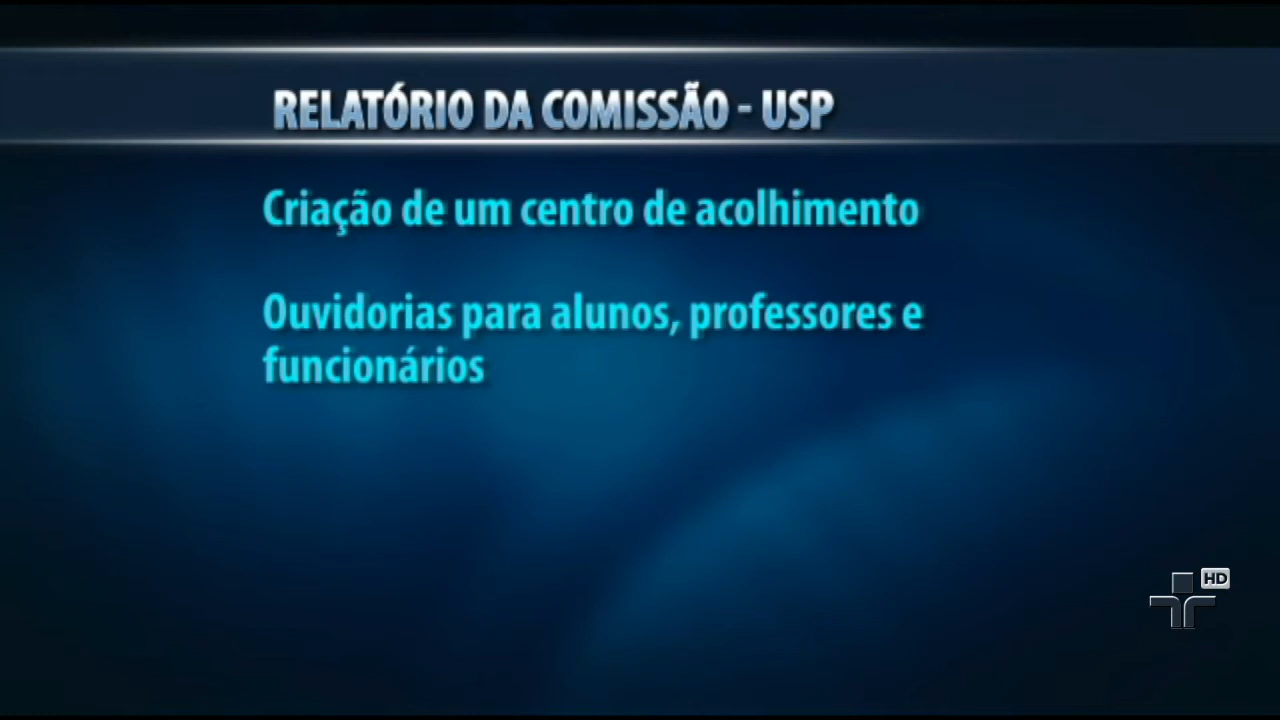 RELATÓRIO DA COMISSÃO - USP
Criação de um centro de acolhimento
Ouvidorias para alunos, professores e
funcionários
HD